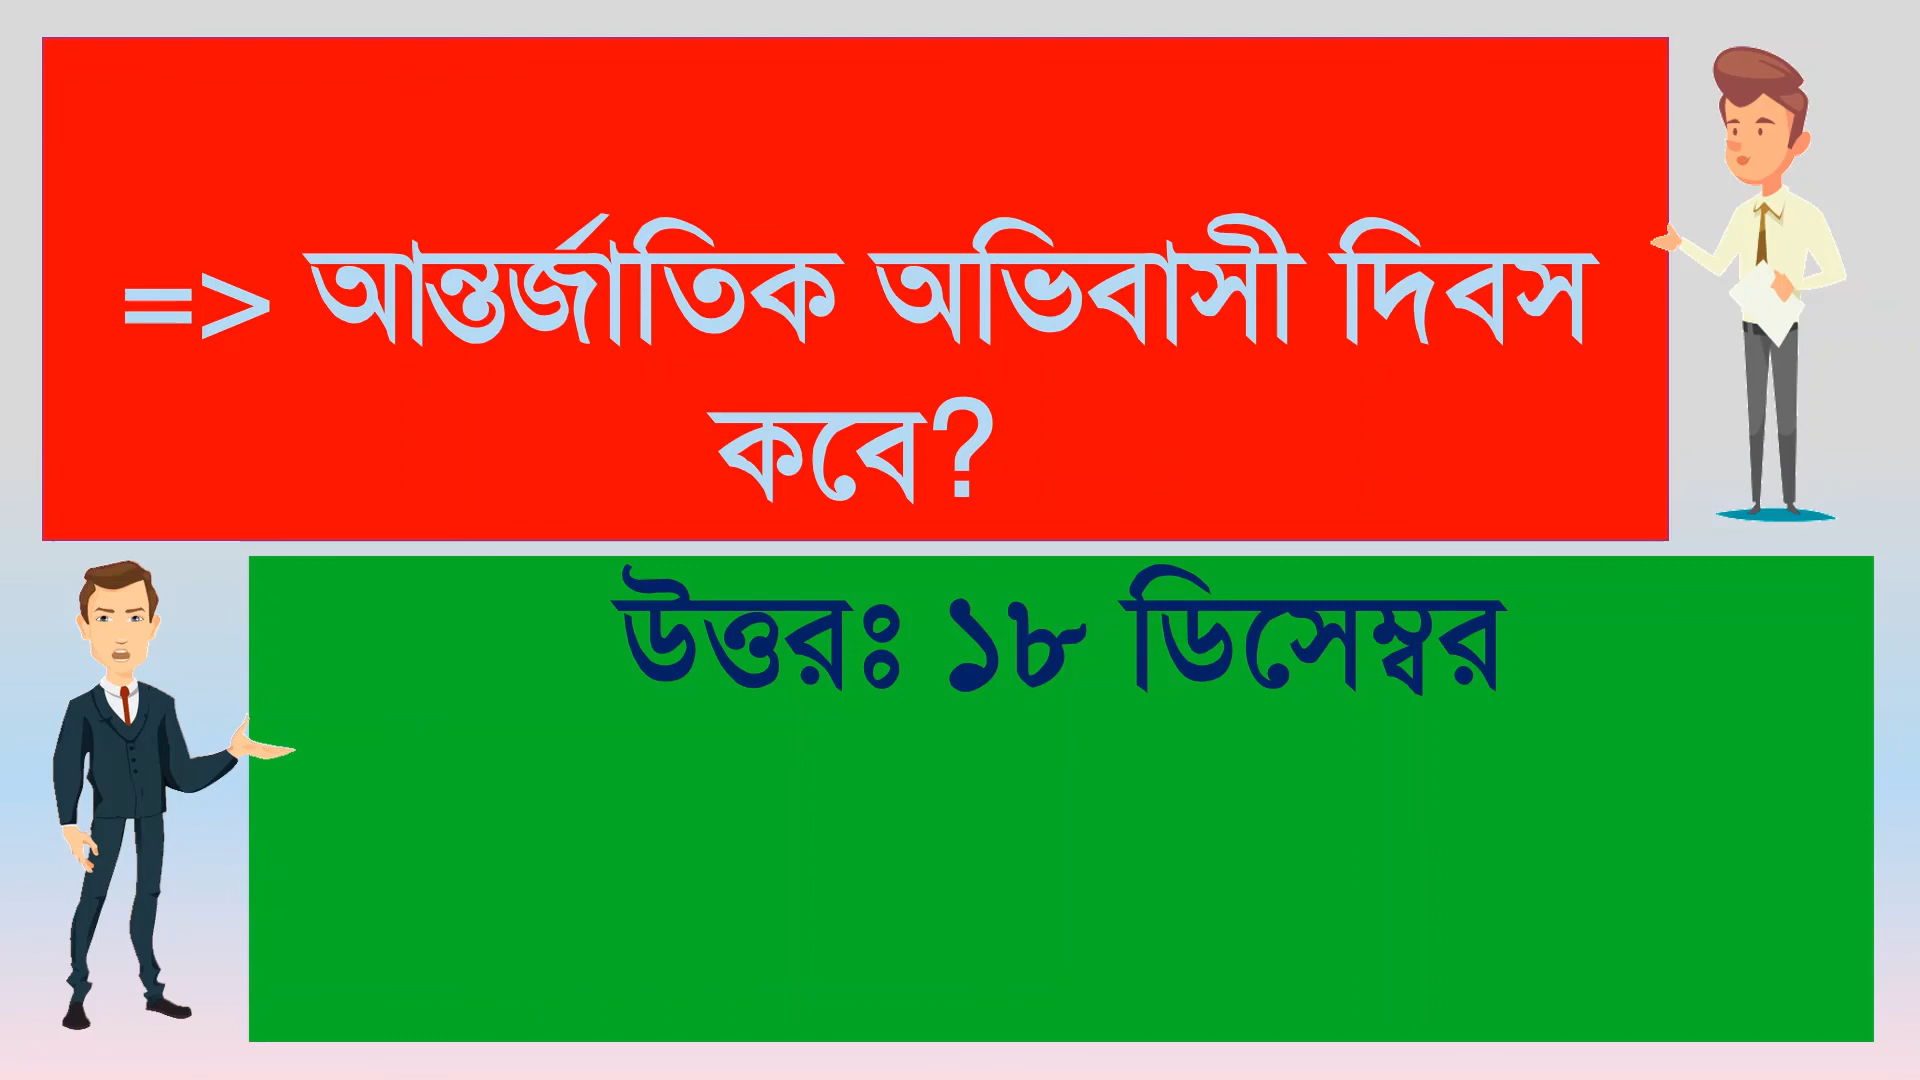 => আন্তর্জাতিক অভিবাসী দিবস
কবে?
উত্তরঃ ১৮ ডিসেম্বর